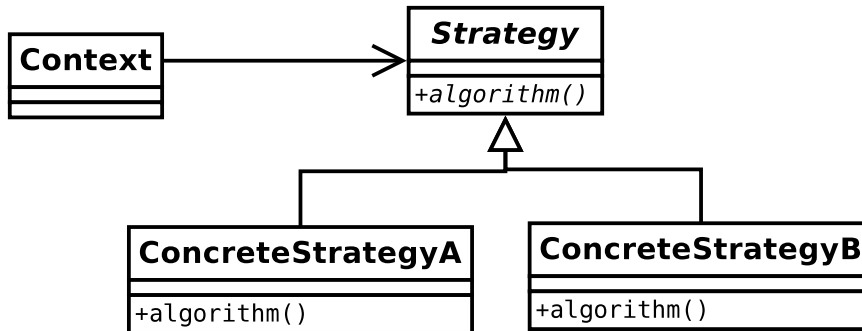 Strategy
Context
+algorithm()
ConcreteStrategyA
ConcreteStrategyB
+algorithm()
+algorithm()